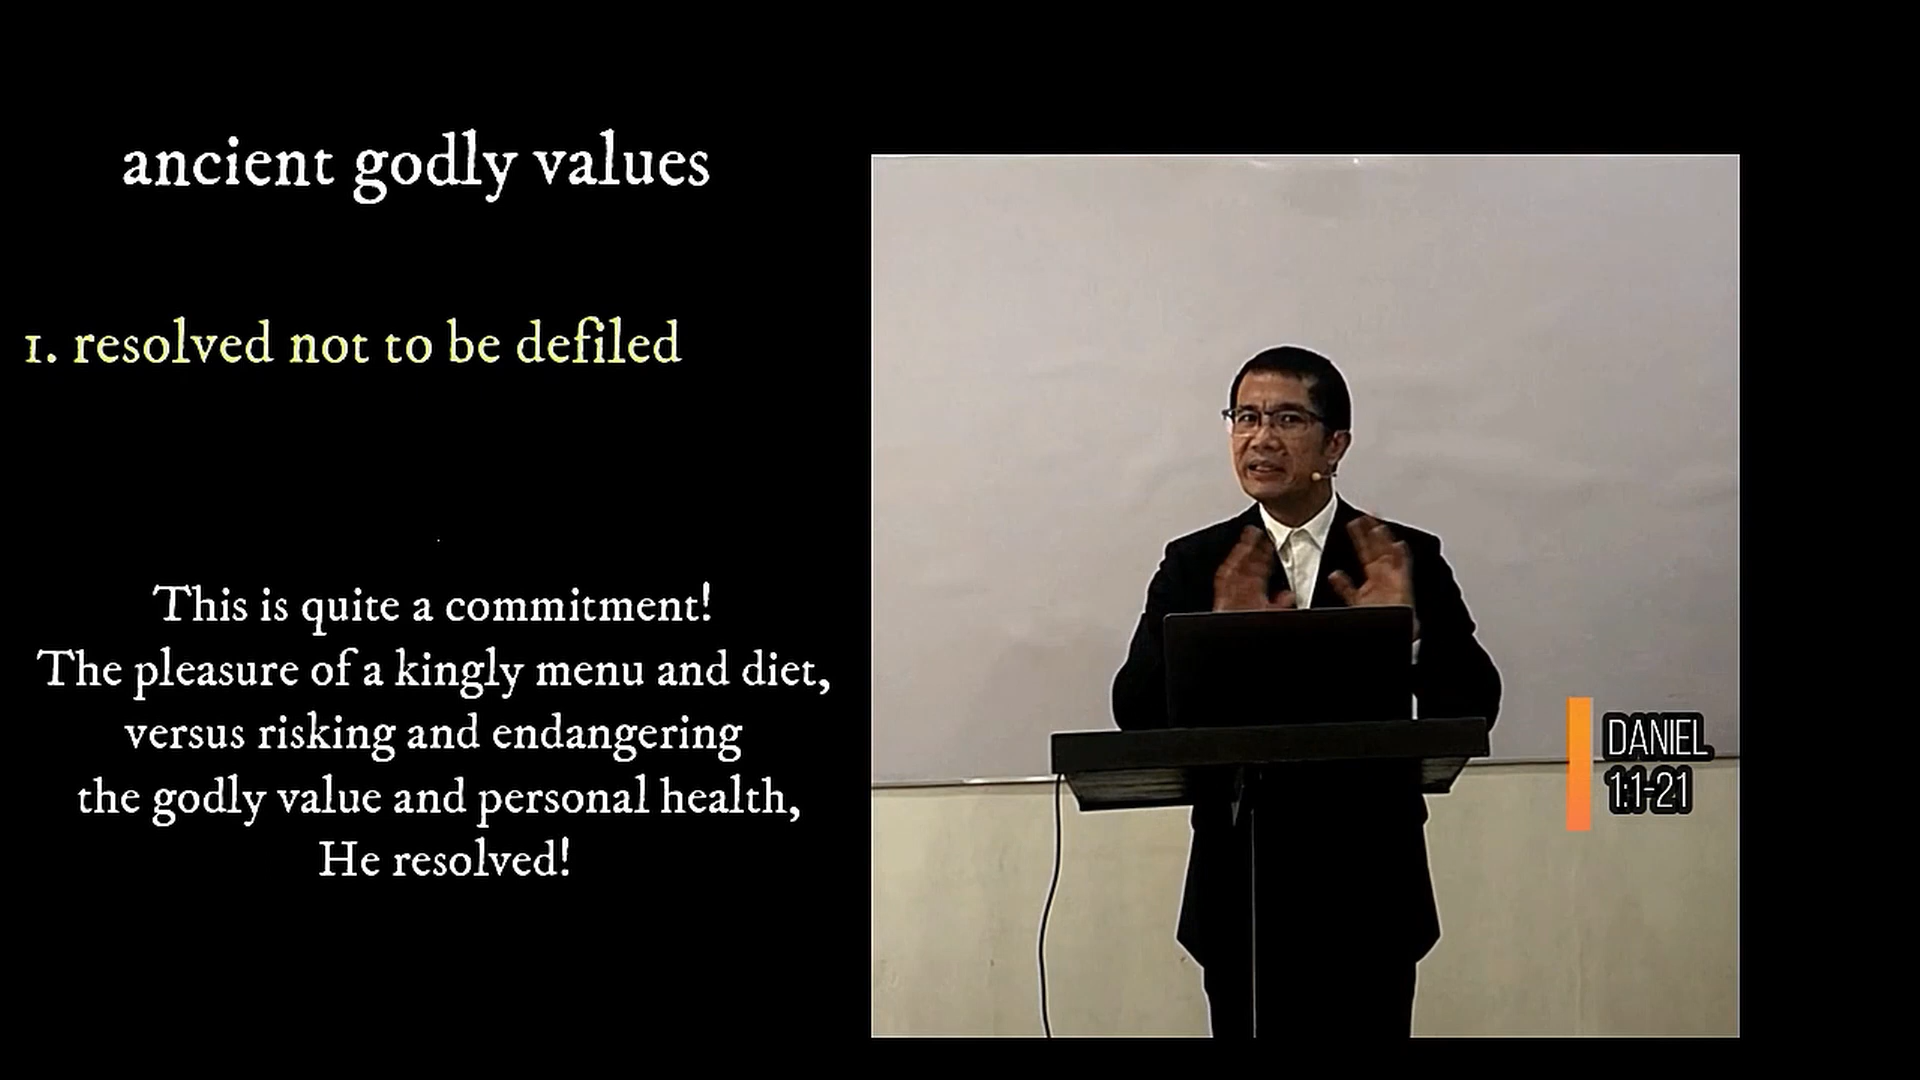 ancient godly values
1. resolved not to be defiled
This is quite a commitment!
The pleasure of a kingly menu and diet,
versus risking and endangering
the godly value and personal health,
He resolved!
DANIEL
1:1-21